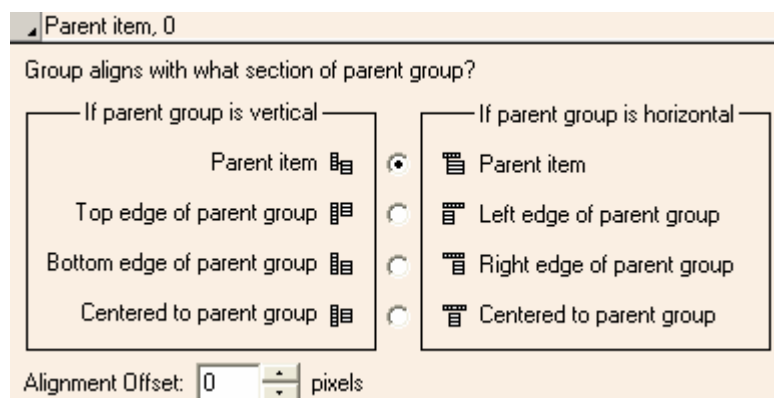 Parent item, 0
Group aligns with what section of parent group?
If parent group is vertical
If parent group is horizontal
Parent item
Parent item
Top edge of parent group
Left edge of parent group
Bottom edge of parent group
Right edge of parent group
Centered to parent group
Centered to parent group
Alignment Offset: 0 pixels